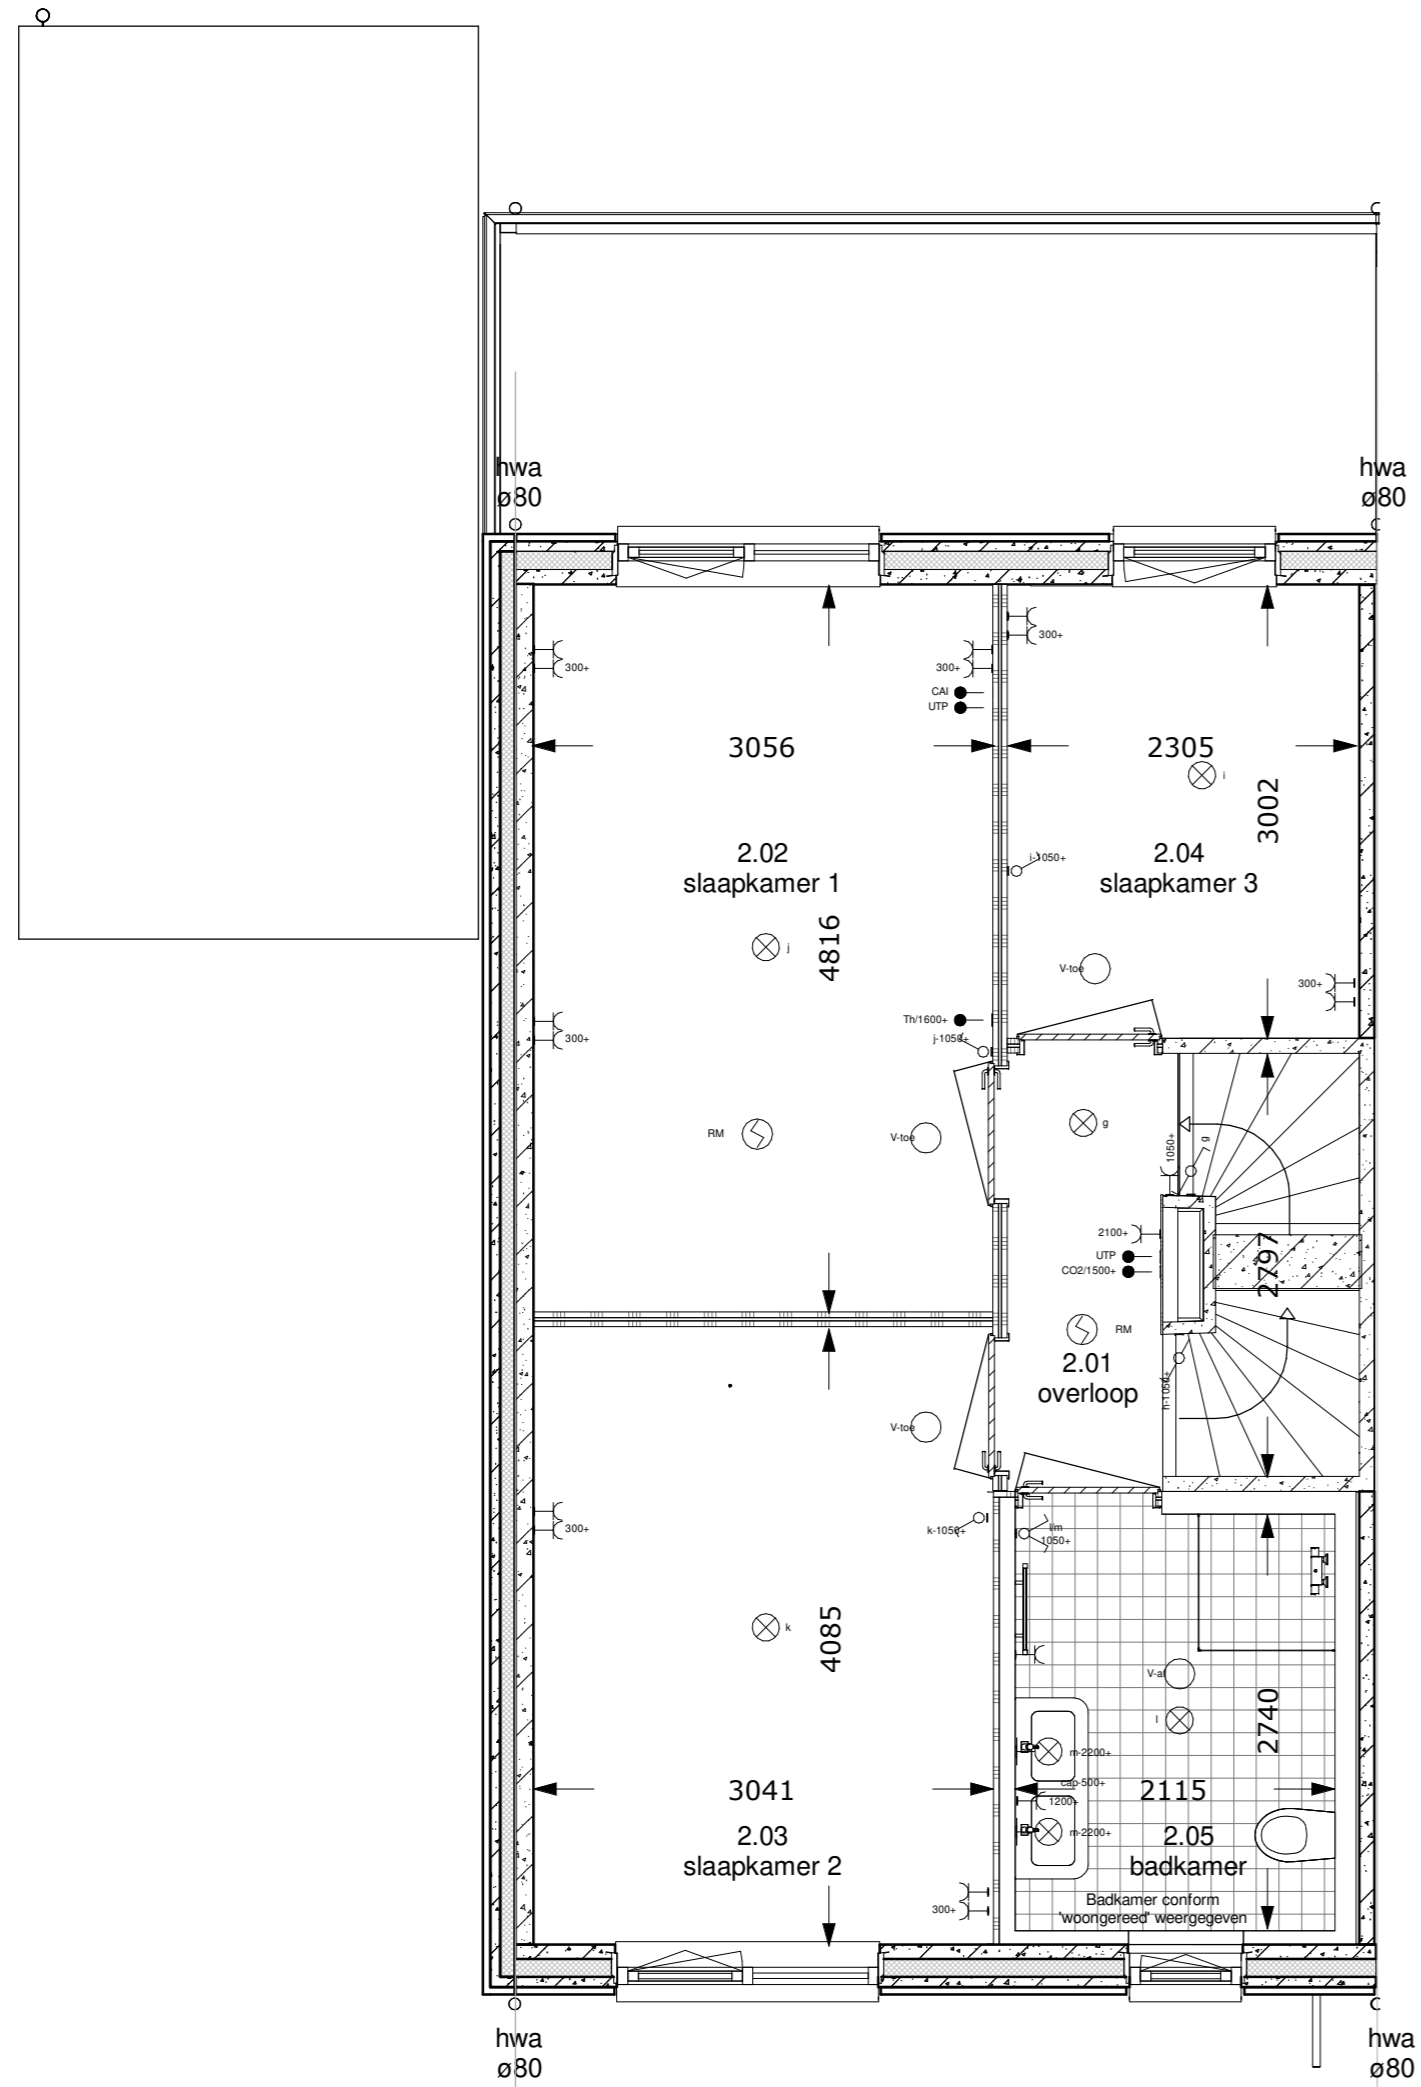 hwa
ø80
hwa
ø80
300+
300+
300+
CAI
UTP
3056
2305
i
3002
2.02
slaapkamer 1
i-1050+
2.04
slaapkamer 3
j
4816
V-toe
300+
Th/1600+
j-1050+
300+
RM
V-toe
g
1050+
g
2100+
UTP
CO2/1500+
2797
RM
2.01
overloop
h-1050+
V-toe
300+
k-1050+
l/m
1050+
k
4085
V-af
l
2740
m-2200+
cap-500+
3041
2115
1200+
m-2200+
2.03
slaapkamer 2
2.05
badkamer
300+
Badkamer conform
'woongereed' weergegeven
hwa
ø80
hwa
ø80